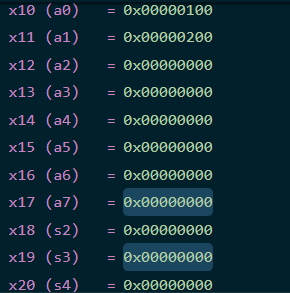 x10 (a0)   = 0x00000100
x11 (a1)   = 0x00000200
x12 (a2)   = 0x00000000
x13 (a3)   = 0x00000000
x14 (a4)   = 0x00000000
x15 (a5)   = 0x00000000
x16 (a6)   = 0x00000000
x17 (a7)   = 0x00000000
x18 (s2)   = 0x00000000
x19 (s3)   = 0x00000000
x20 (s4)   = 0x00000000